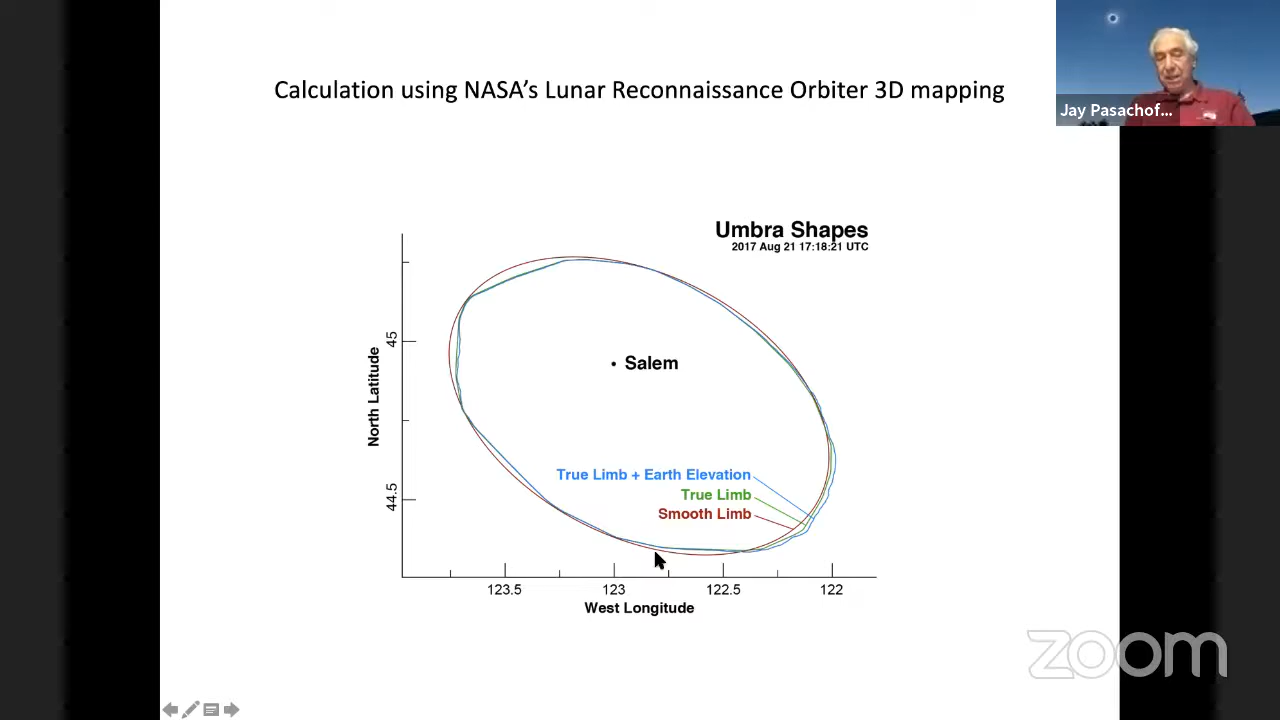 Calculation using NASA's Lunar Reconnaissance Orbiter 3D mapping
Jay Pasachof...
Umbra Shapes
2017 Aug 21 17:18:21 UTC
45
Salem
North Latitude
True Limb + Earth Elevation
True Limb
44.5
Smooth Limb
123.5
123
122.5
122
West Longitude
zoom